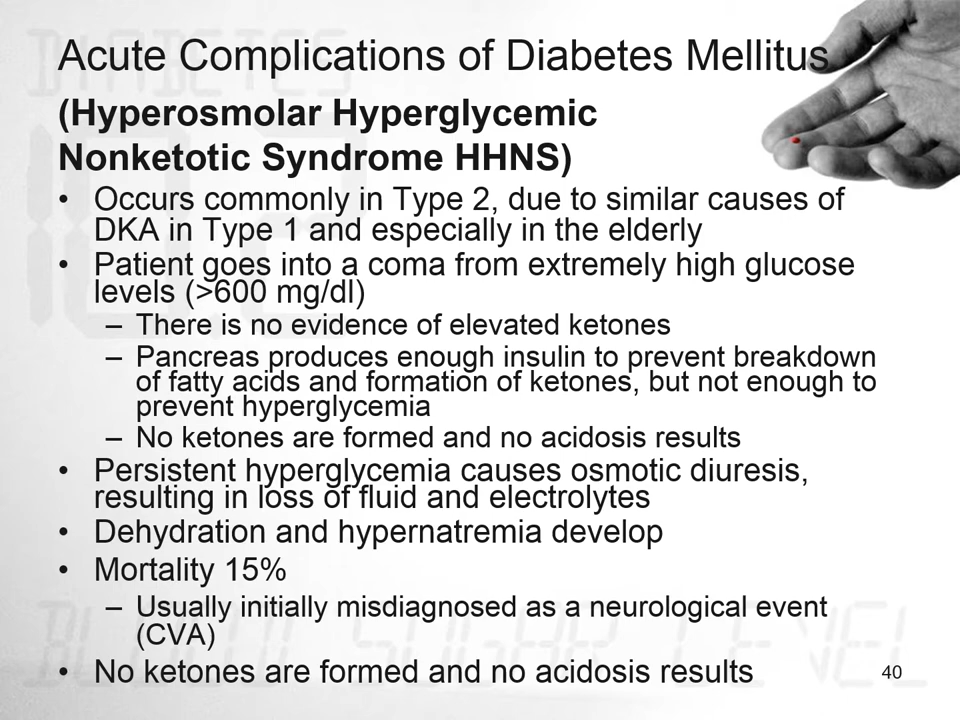 Acute Complications of Diabetes Mellitus
(Hyperosmolar Hyperglycemic
Nonketotic Syndrome HHNS)
• Occurs commonly in Type 2, due to similar causes of
DKA in Type 1 and especially in the elderly
• Patient goes into a coma from extremely high glucose
levels (>600 mg/dl)
– There is no evidence of elevated ketones
– Pancreas produces enough insulin to prevent breakdown
of fatty acids and formation of ketones, but not enough to
prevent hyperglycemia
– No ketones are formed and no acidosis results
• Persistent hyperglycemia causes osmotic diuresis,
resulting in loss of fluid and electrolytes
• Dehydration and hypernatremia develop
• Mortality 15%
– Usually initially misdiagnosed as a neurological event
(CVA)
• No ketones are formed and no acidosis results
40
DIABETES
BLOOD SUGAR LEVEL